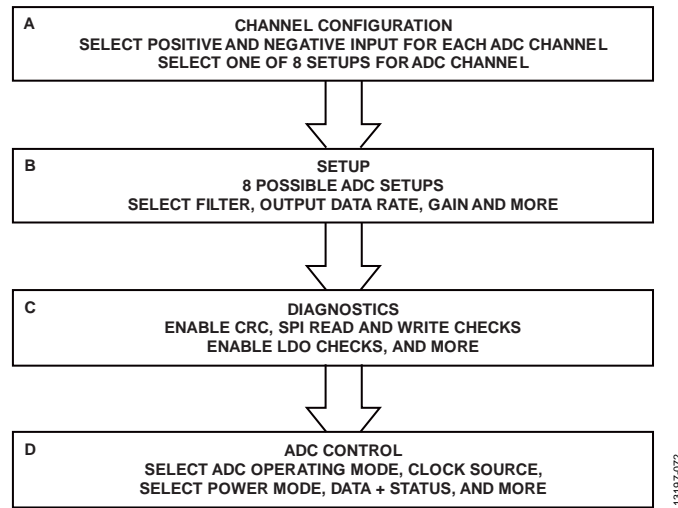 A
CHANNEL CONFIGURATION
SELECT POSITIVE AND NEGATIVE INPUT FOR EACH ADC CHANNEL
SELECT ONE OF 8 SETUPS FOR ADC CHANNEL
B
SETUP
8 POSSIBLE ADC SETUPS
SELECT FILTER, OUTPUT DATA RATE, GAIN AND MORE
C
DIAGNOSTICS
ENABLE CRC, SPI READ AND WRITE CHECKS
ENABLE LDO CHECKS, AND MORE
D
ADC CONTROL
SELECT ADC OPERATING MODE, CLOCK SOURCE,
SELECT POWER MODE, DATA + STATUS, AND MORE
13197-072